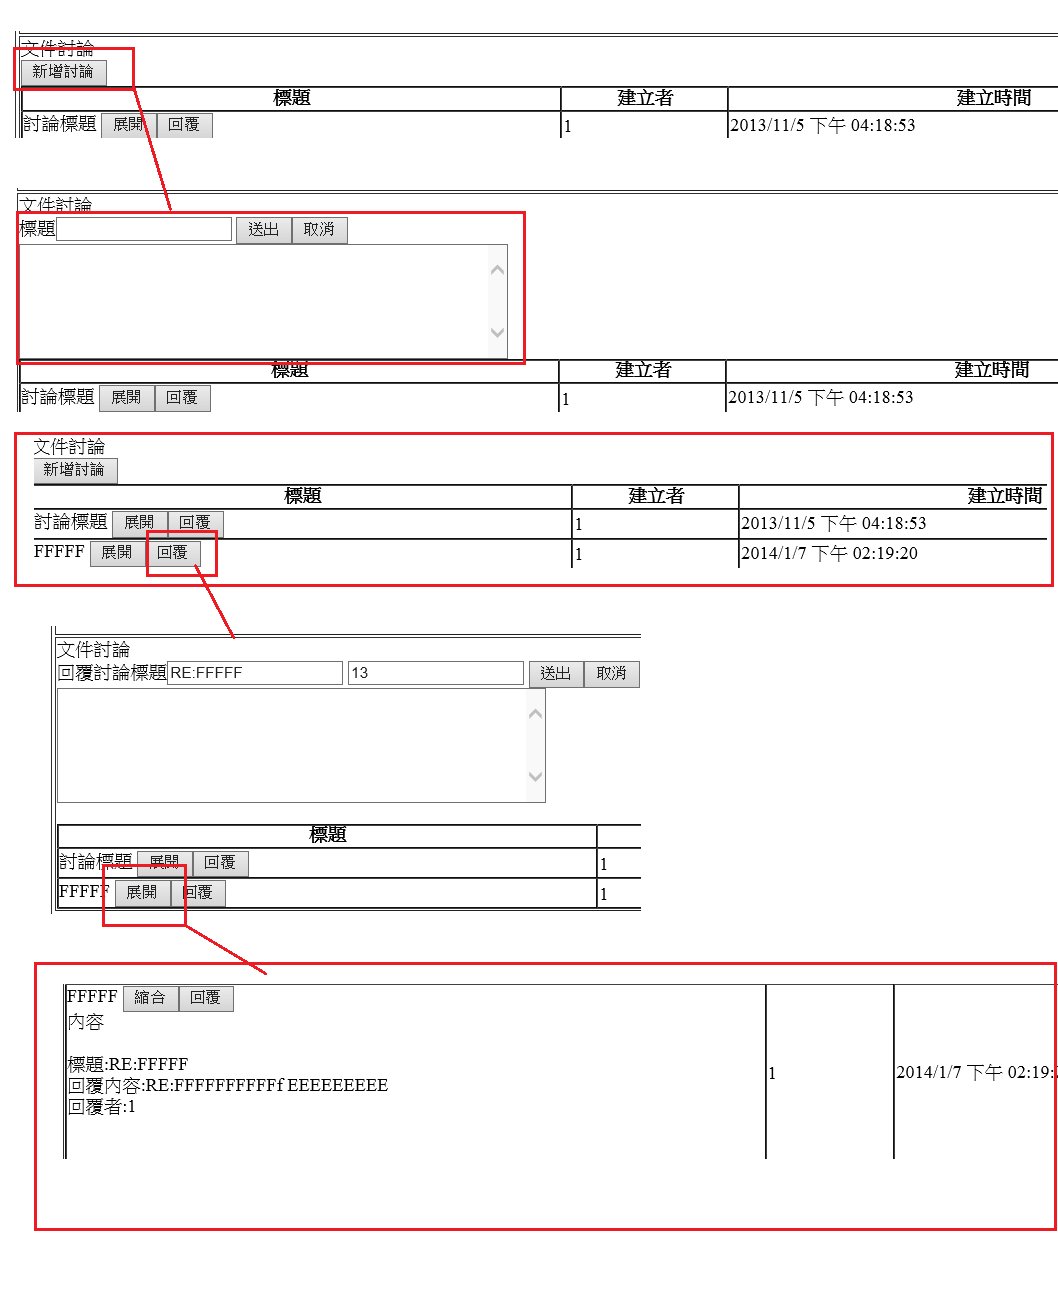 文件討論
新增討論
標題 建立者 建立時間
討論標題 展開 回覆 1 2013/11/5 下午 04:18:53
文件討論
標題 送出 取消
標題 建立者 建立時間
討論標題 展開 回覆 1 2013/11/5 下午 04:18:53
文件討論
新增討論
標題 建立者 建立時間
討論標題 展開 回覆 1 2013/11/5 下午 04:18:53
FFFFF 展開 回覆 1 2014/1/7 下午 02:19:20
文件討論
回覆討論標題 RE:FFFFF 13 送出 取消
標題
討論標題 展開 回覆 1
FFFFF 展開 回覆 1
FFFFF 縮合 回覆
內容
標題:RE:FFFFF
1 2014/1/7 下午 02:19:
回覆內容:RE:FFFFFFFFFFf EEEEEEEEE
回覆者:1